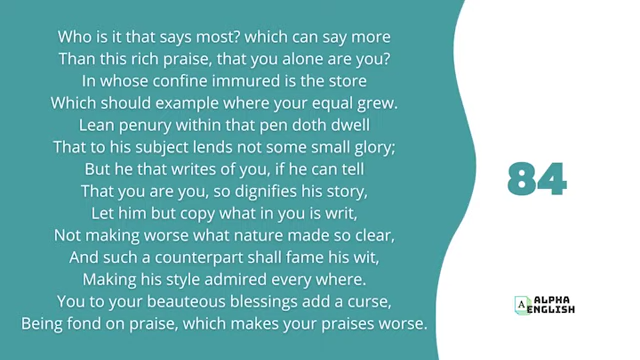 Who is it that says most? which can say more
Than this rich praise, that you alone are you?
In whose confine immured is the store
Which should example where your equal grew.
Lean penury within that pen doth dwell
That to his subject lends not some small glory;
But he that writes of you, if he can tell
That you are you, so dignifies his story,
Let him but copy what in you is writ,
Not making worse what nature made so clear,
And such a counterpart shall fame his wit,
Making his style admired every where.
You to your beauteous blessings add a curse,
Being fond on praise, which makes your praises worse.
84
A
ALPHA
ENGLISH